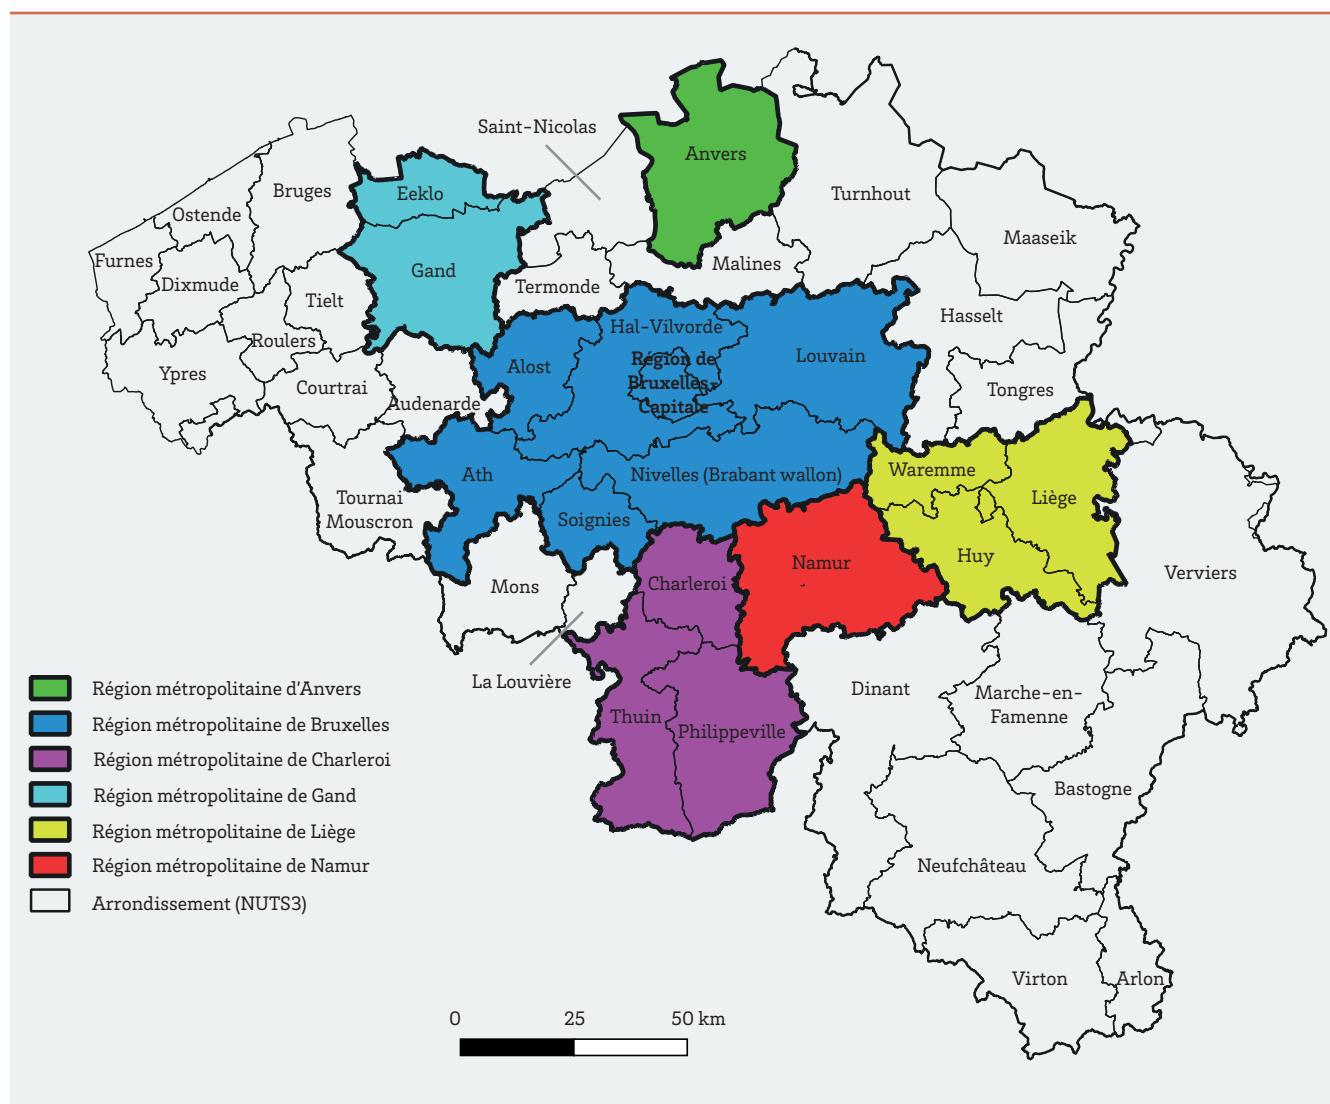 Saint-Nicolas
Anvers
Bruges
Eeklo
Turnhout
Ostende
Maaseik
Furnes
Gand
Malines
Dixmude
Termonde
Tielt
Hasselt
Hal-Vilvorde
Roulers
Louvain
Région de
Bruxelles-
Capitale
Alost
Ypres
Courtrai
Tongres
Audenarde
Waremme
Ath
Nivelles (Brabant wallon)
Tournai
Mouscron
Liège
Soignies
Huy
Namur
Verviers
Charleroi
Mons
La Louvière
Dinant
Marche-en-
Famenne
Thuin
Philippeville
Bastogne
Neufchâteau
Virton
Arlon
Région métropolitaine d'Anvers
Région métropolitaine de Bruxelles
Région métropolitaine de Charleroi
Région métropolitaine de Gand
Région métropolitaine de Liège
Région métropolitaine de Namur
Arrondissement (NUTS3)
0 25 50 km